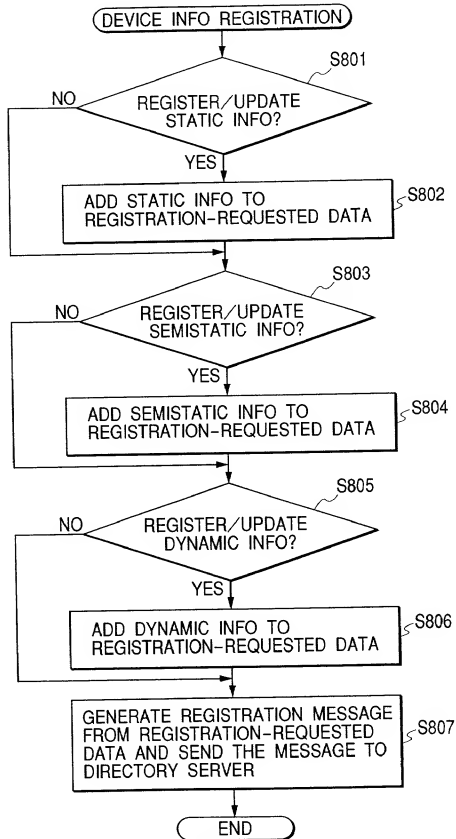 DEVICE INFO REGISTRATION
S801
REGISTER/UPDATE
STATIC INFO?
NO
YES
S802
ADD STATIC INFO TO
REGISTRATION-REQUESTED DATA
S803
REGISTER/UPDATE
SEMISTATIC INFO?
NO
YES
S804
ADD SEMISTATIC INFO TO
REGISTRATION-REQUESTED DATA
S805
REGISTER/UPDATE
DYNAMIC INFO?
NO
YES
S806
ADD DYNAMIC INFO TO
REGISTRATION-REQUESTED DATA
S807
GENERATE REGISTRATION MESSAGE
FROM REGISTRATION-REQUESTED
DATA AND SEND THE MESSAGE TO
DIRECTORY SERVER
END